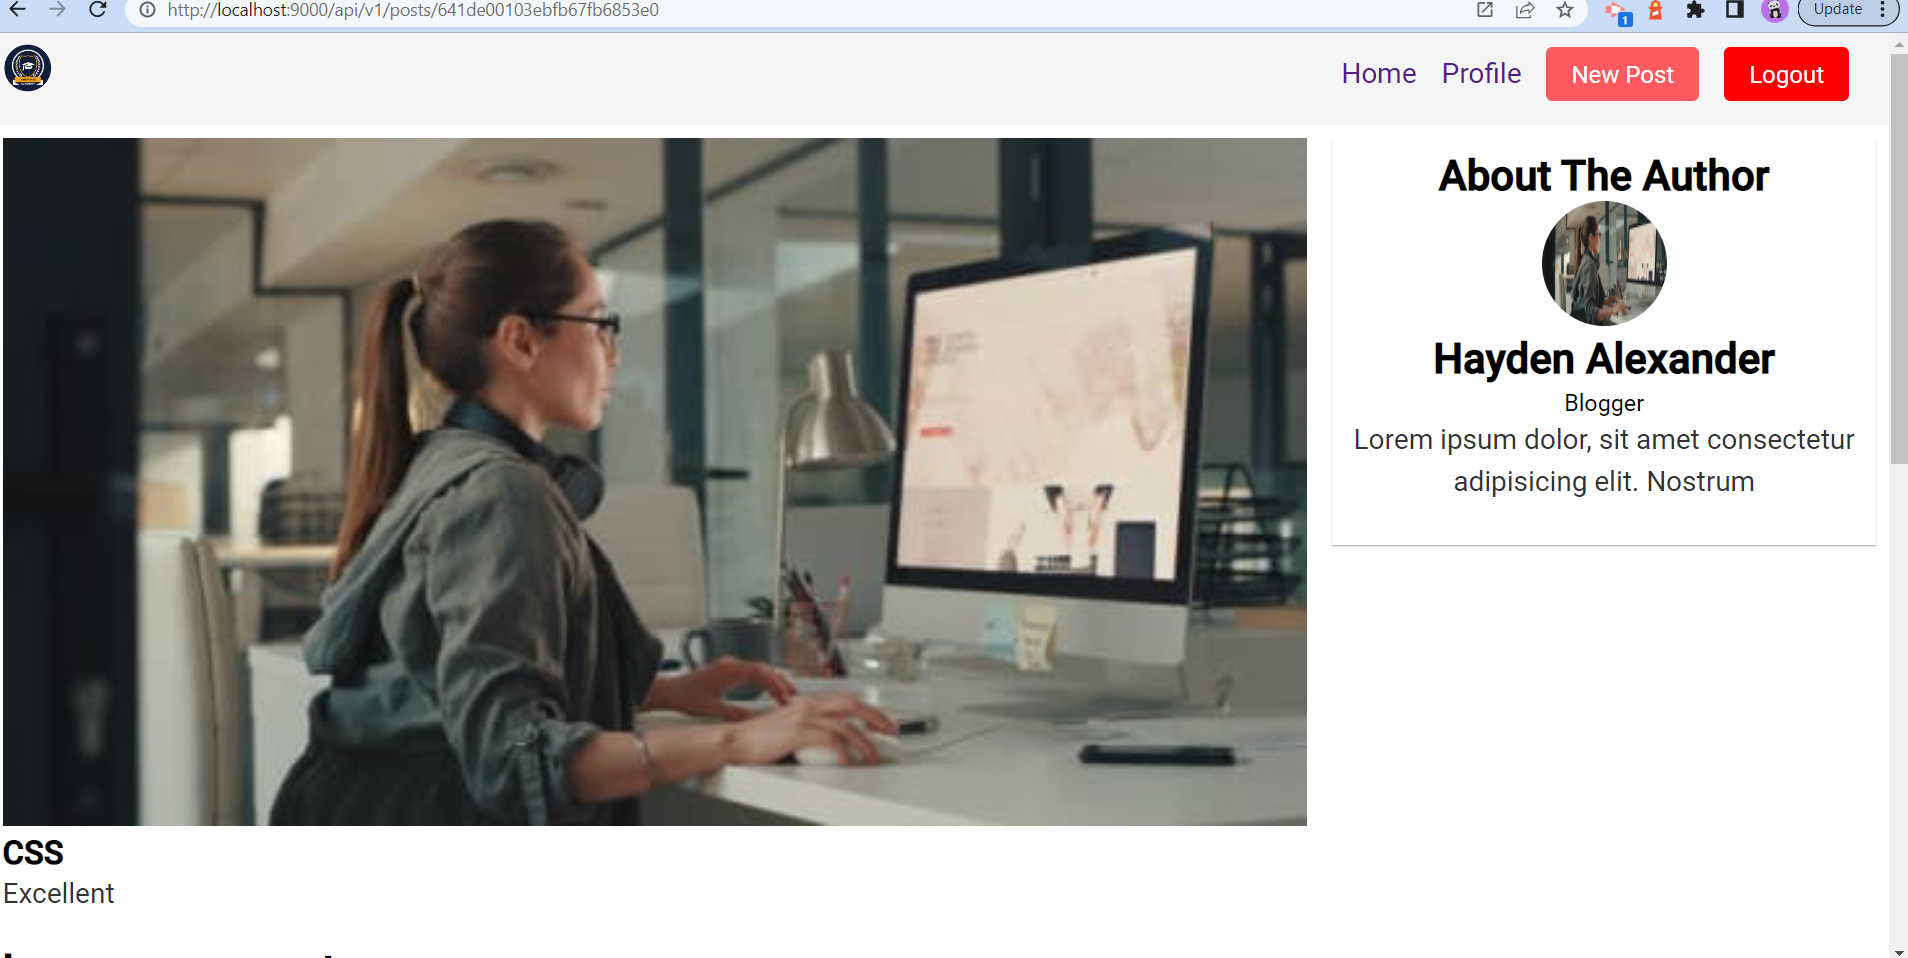 http://localhost:9000/api/v1/posts/641de00103ebfb67fb6853e0
1
Update
Home
Profile
New Post
Logout
About The Author
Hayden Alexander
Blogger
Lorem ipsum dolor, sit amet consectetur
adipisicing elit. Nostrum
CSS
Excellent